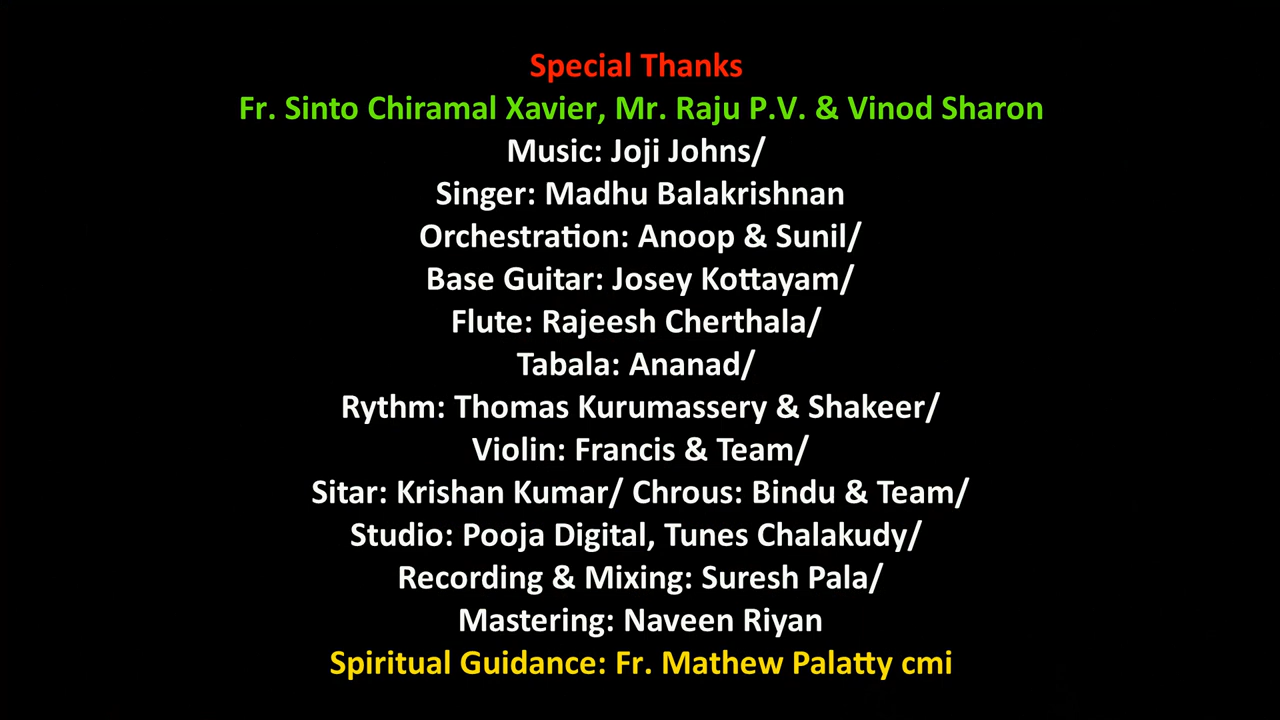 Special Thanks
Fr. Sinto Chiramal Xavier, Mr. Raju P.V. & Vinod Sharon
Music: Joji Johns/
Singer: Madhu Balakrishnan
Orchestration: Anoop & Sunil/
Base Guitar: Josey Kottayam/
Flute: Rajeesh Cherthala/
Tabala: Ananad/
Rythm: Thomas Kurumassery & Shakeer/
Violin: Francis & Team/
Sitar: Krishan Kumar/ Chrous: Bindu & Team/
Studio: Pooja Digital, Tunes Chalakudy/
Recording & Mixing: Suresh Pala/
Mastering: Naveen Riyan
Spiritual Guidance: Fr. Mathew Palatty cmi